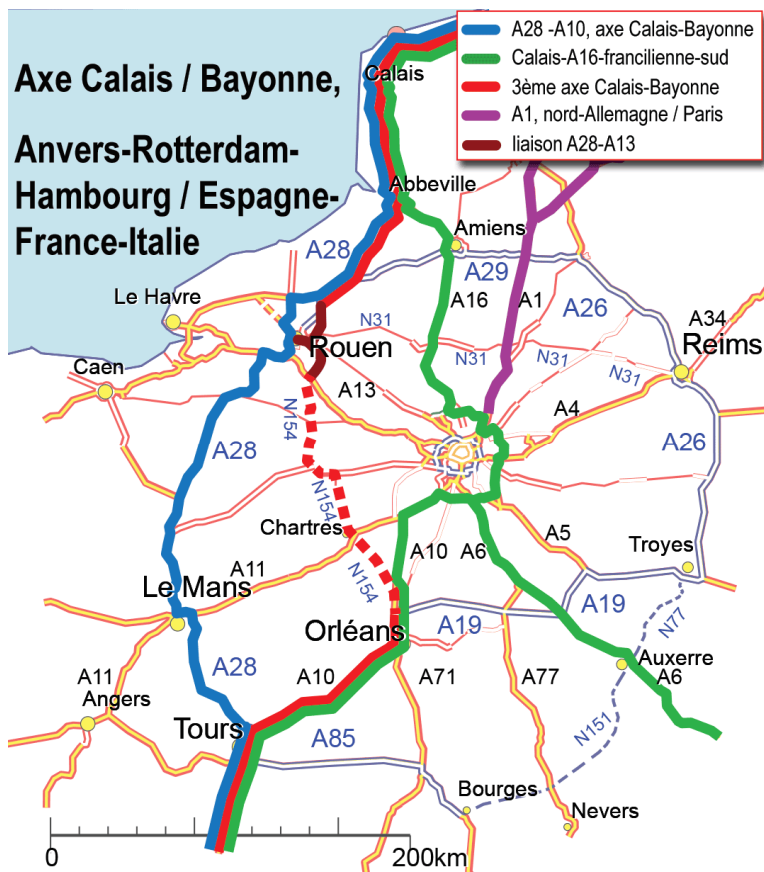 Axe Calais / Bayonne,
Anvers-Rotterdam-
Hambourg / Espagne-
France-Italie
A28 -A10, axe Calais-Bayonne
Calais-A16-francilienne-sud
3ème axe Calais-Bayonne
A1, nord-Allemagne / Paris
liaison A28-A13
Calais
Abbeville
Amiens
A28
A29
Le Havre
A16
A1
A26
A34
N31
Rouen
N31
N31
N31
Reims
Caen
A13
A4
N154
A28
A26
N154
Chartres
A10
A6
A5
Troyes
A11
N154
Le Mans
A19
A19
N77
Orléans
A28
A10
A11
A71
A77
Auxerre
A6
Angers
Tours
A85
N151
Bourges
Nevers
0
200km